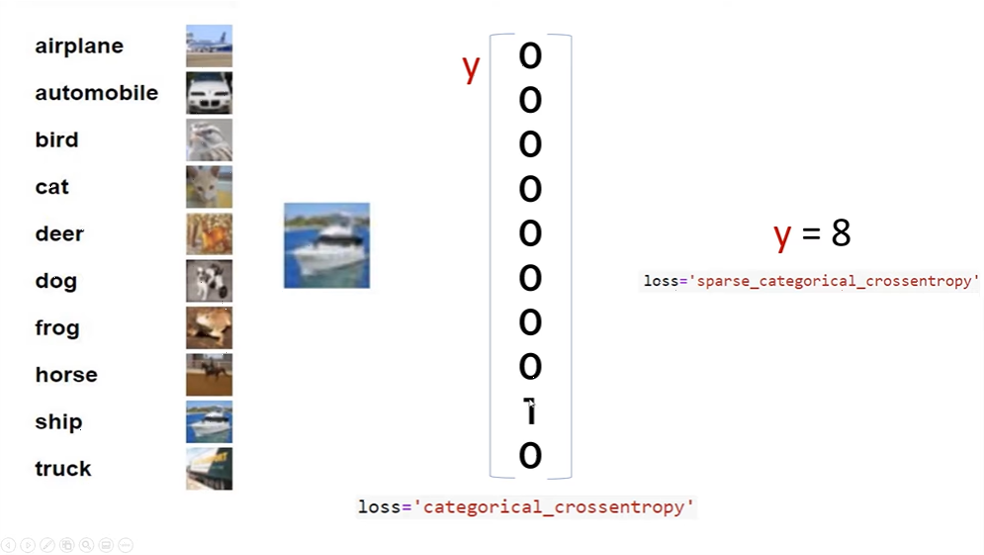 airplane
automobile
bird
cat
deer
dog
frog
horse
ship
truck
y
0
0
0
0
0
0
0
0
1
0
loss='categorical_crossentropy'
y = 8
loss='sparse_categorical_crossentropy'